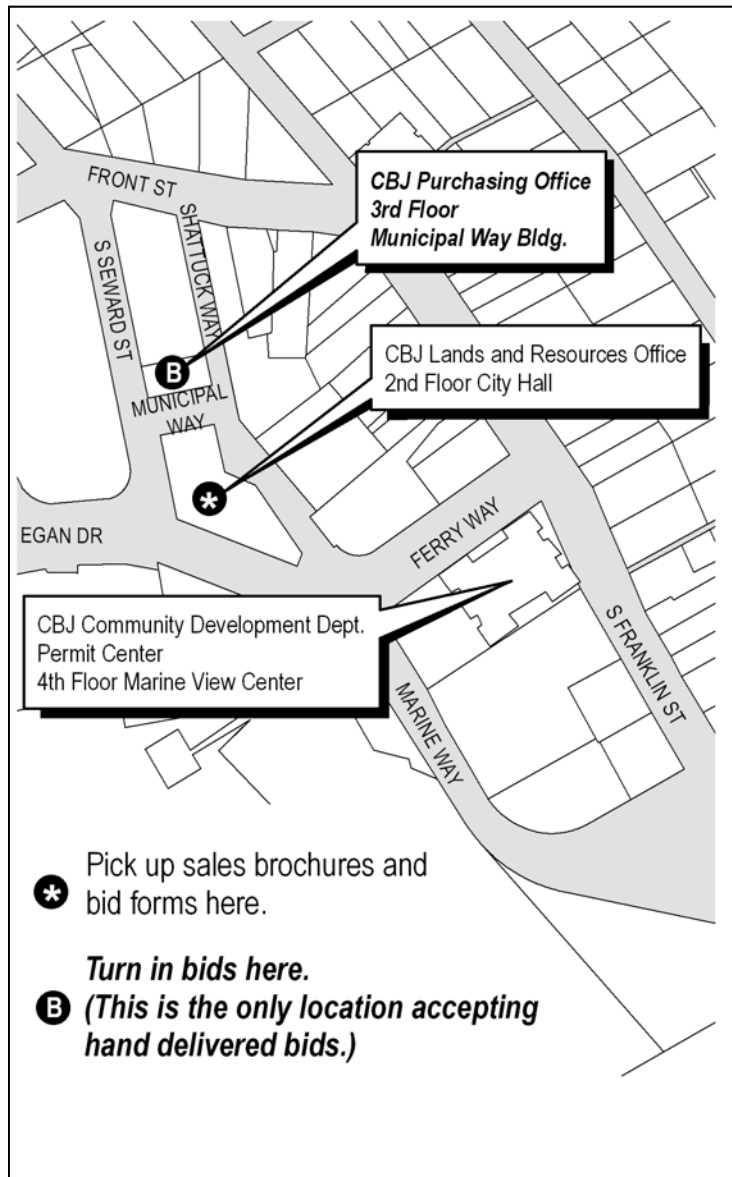 FRONT ST
SHATTUCK WAY
S SEWARD ST
CBJ Purchasing Office
3rd Floor
Municipal Way Bldg.
B
MUNICIPAL
WAY
CBJ Lands and Resources Office
2nd Floor City Hall
*
EGAN DR
FERRY WAY
CBJ Community Development Dept.
Permit Center
4th Floor Marine View Center
S FRANKLIN ST
MARINE WAY
* Pick up sales brochures and
bid forms here.
Turn in bids here.
B (This is the only location accepting
hand delivered bids.)